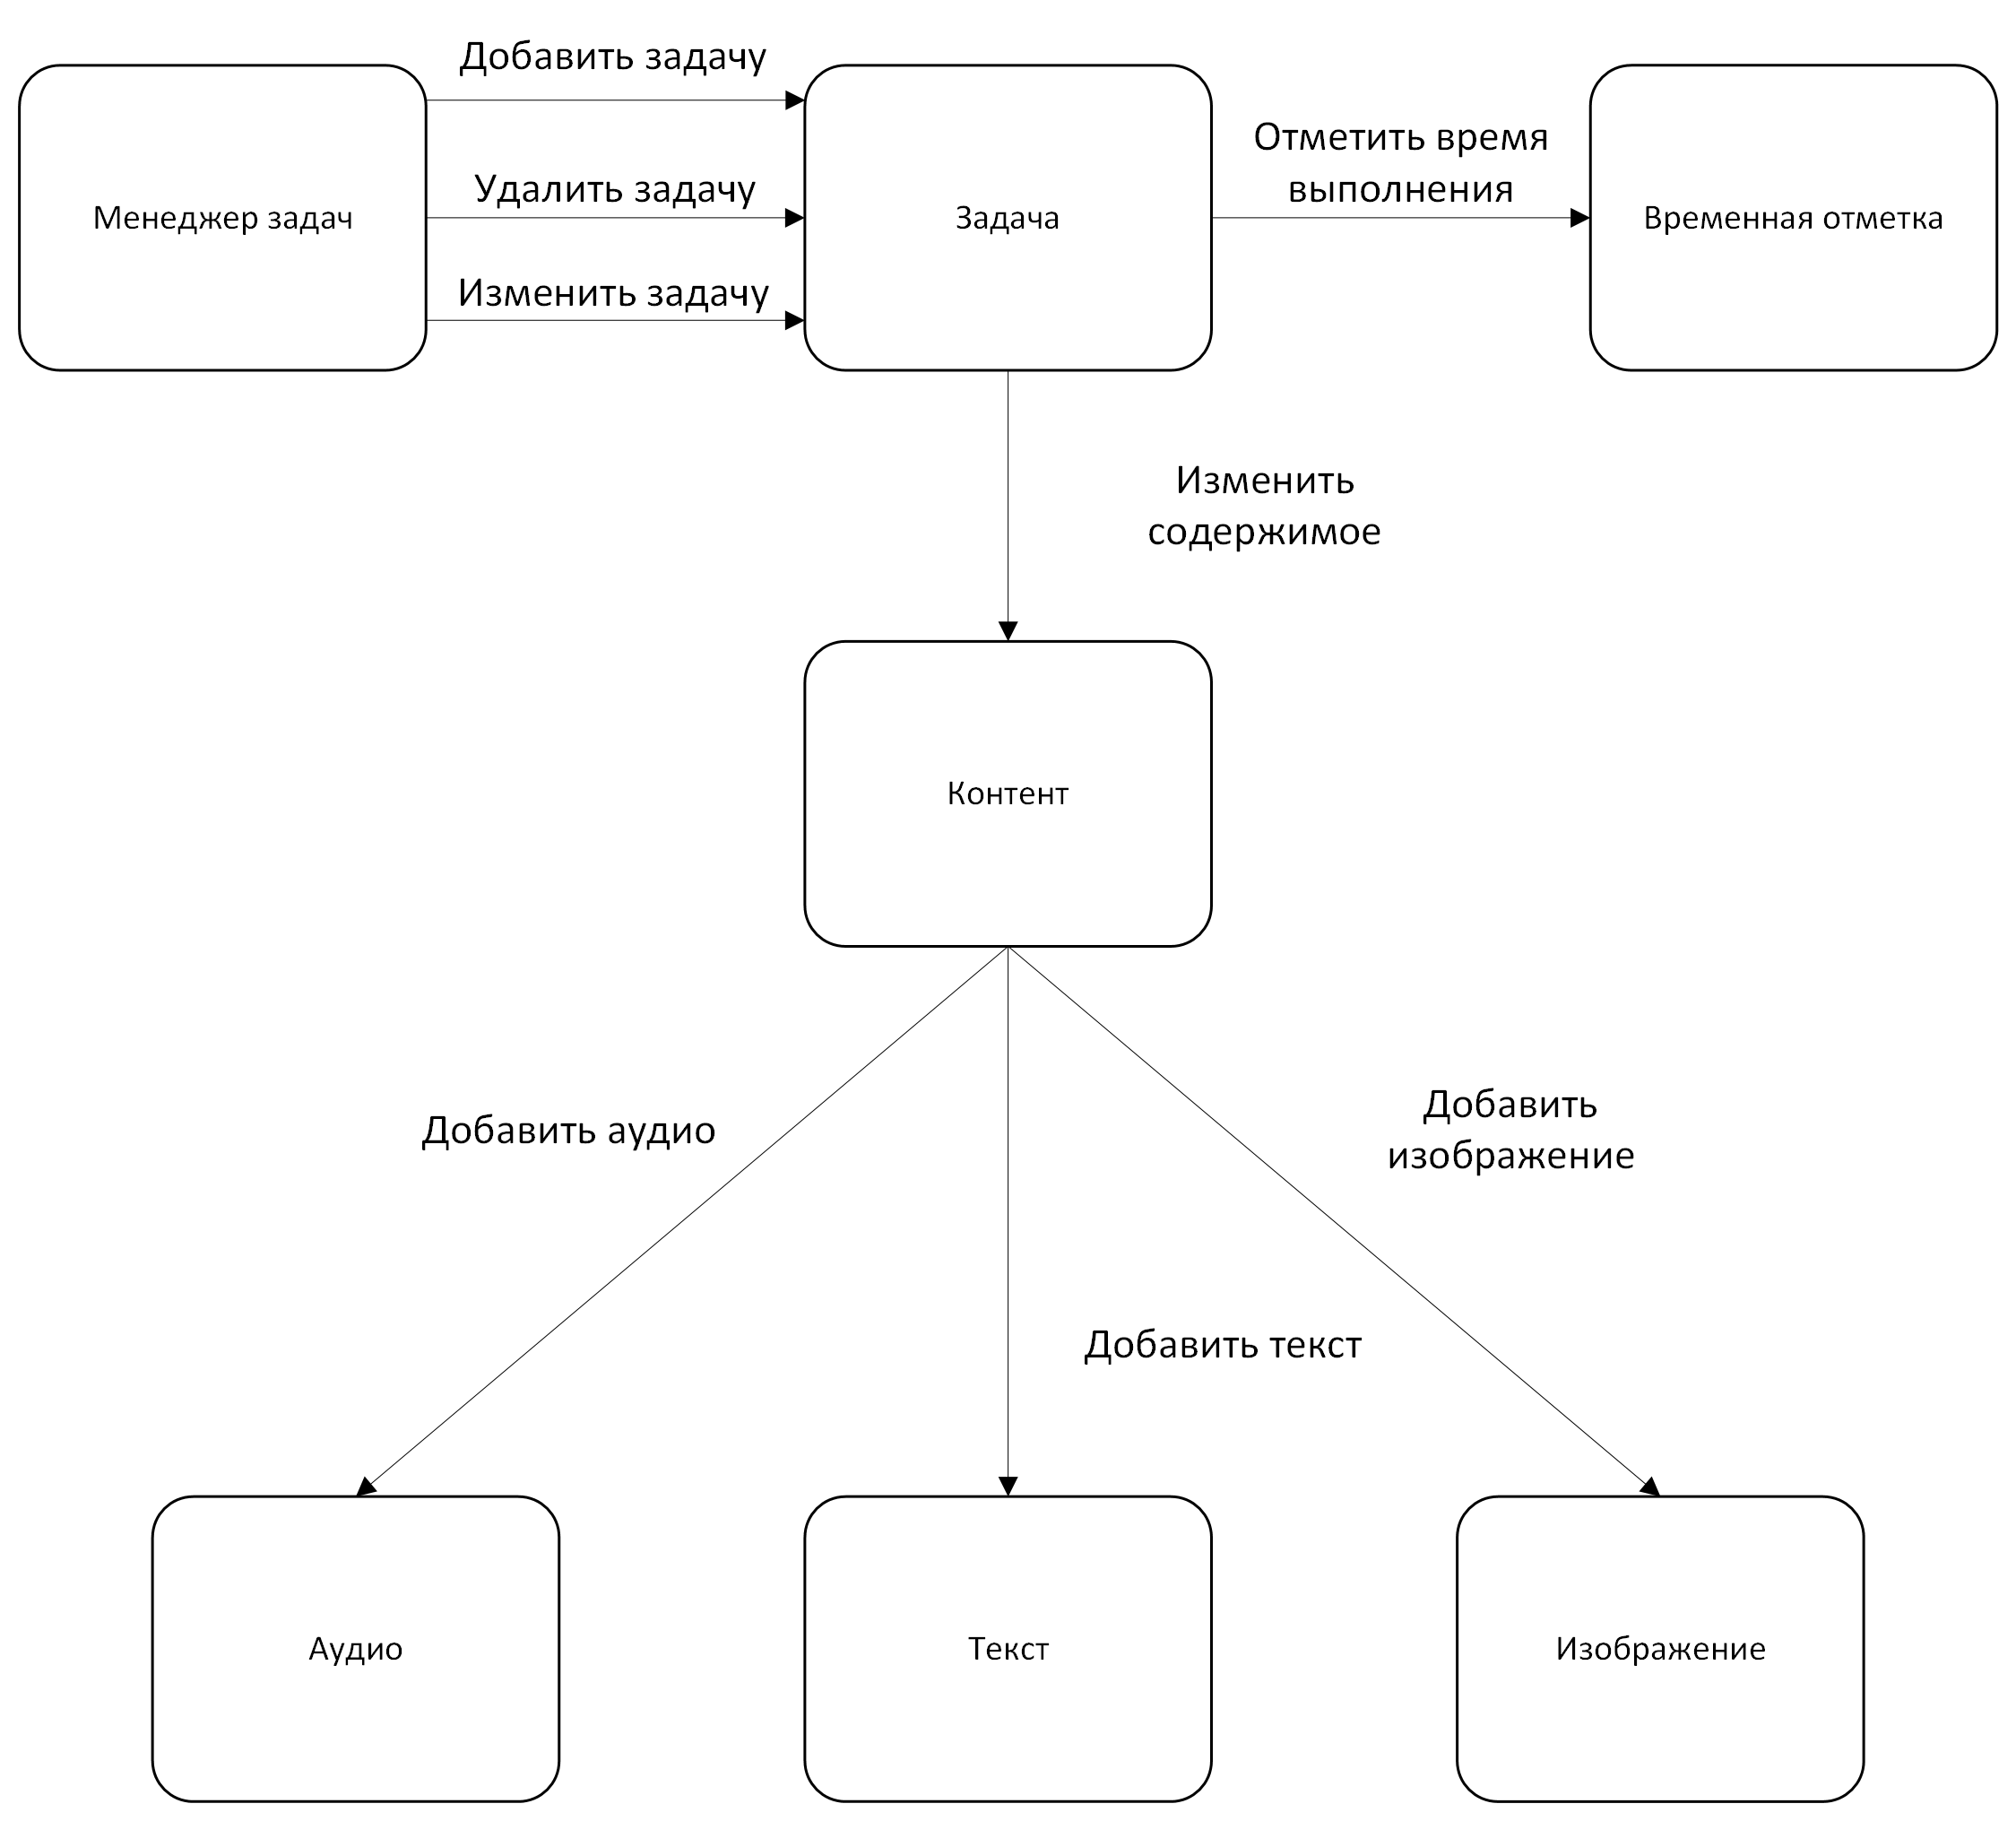 Добавить задачу
Менеджер задач
Удалить задачу
Изменить задачу
Задача
Отметить время
выполнения
Временная отметка
Изменить
содержимое
Контент
Добавить аудио
Добавить
изображение
Добавить текст
Аудио
Текст
Изображение